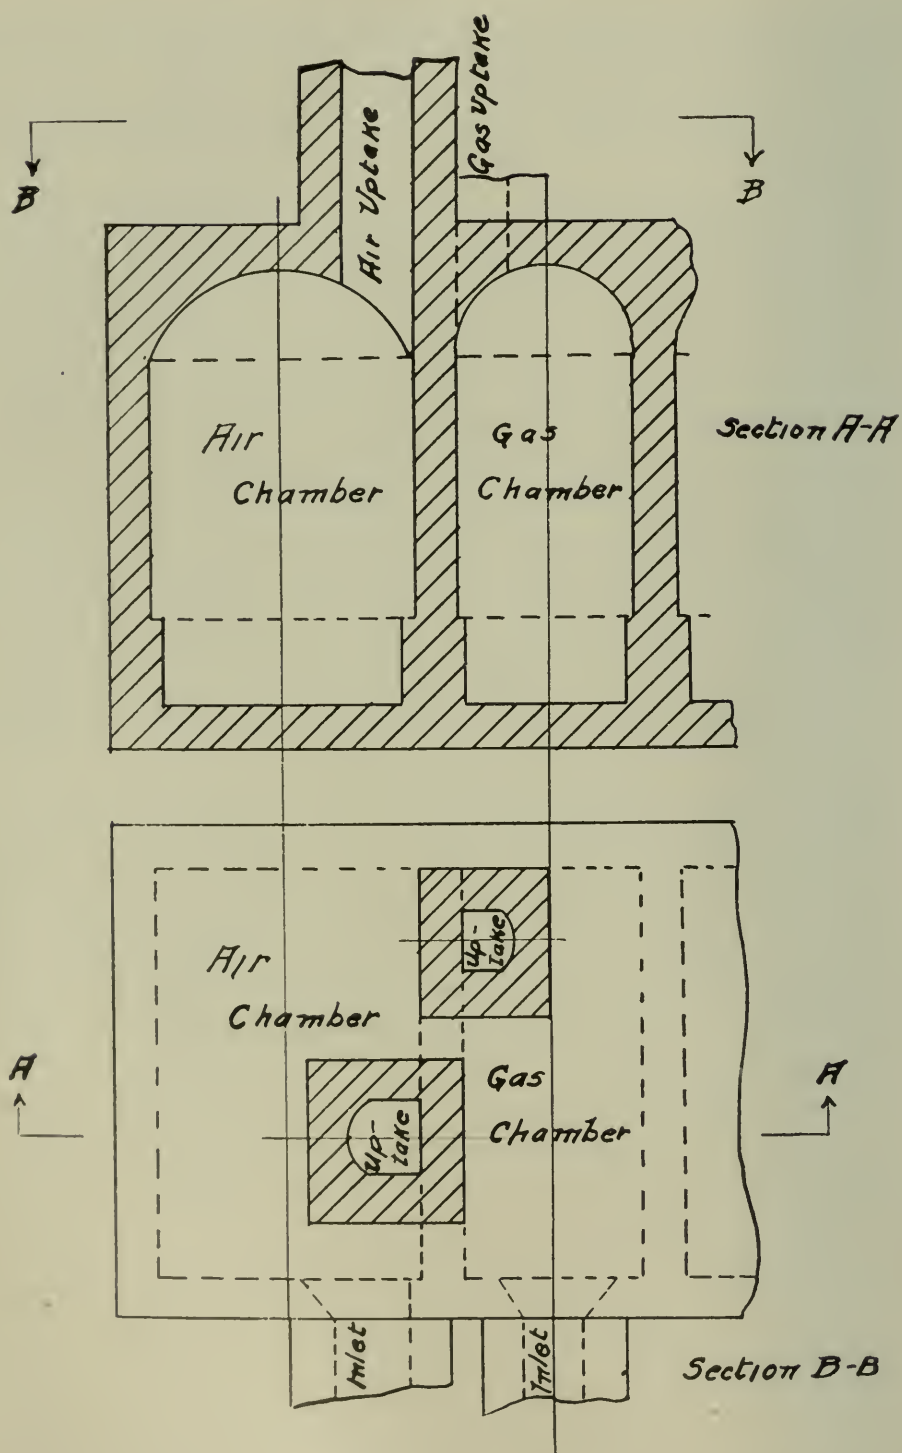 Gas Uptake
Air Uptake
B
B
Air
Chamber
Gas
Chamber
Section A-A
Up-
take
Air
Chamber
A
A
Gas
Chamber
Up-
take
Inlet
Inlet
Section B-B